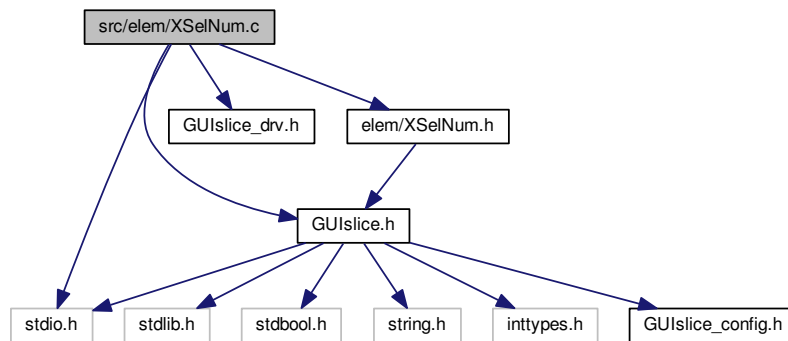 src/elem/XSelNum.c
GUIslice_drv.h
elem/XSelNum.h
GUIslice.h
stdio.h
stdlib.h
stdbool.h
string.h
inttypes.h
GUIslice_config.h